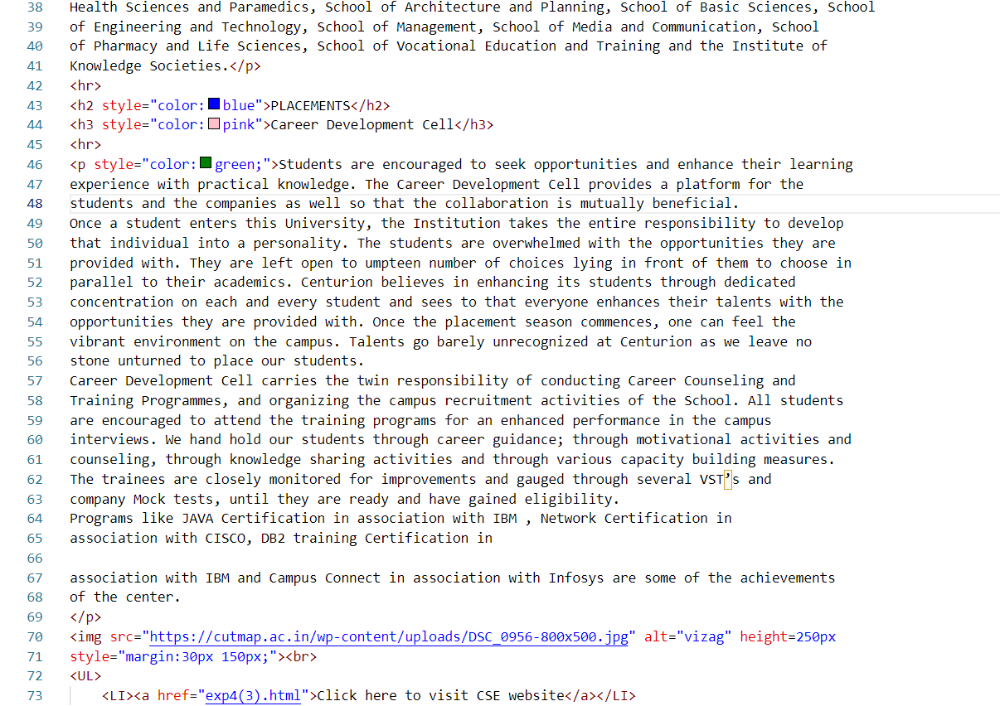 38 Health Sciences and Paramedics, School of Architecture and Planning, School of Basic Sciences, School
39 of Engineering and Technology, School of Management, School of Media and Communication, School
40 of Pharmacy and Life Sciences, School of Vocational Education and Training and the Institute of
41 Knowledge Societies.</p>
42 <hr>
43 <h2 style="color:blue">PLACEMENTS</h2>
44 <h3 style="color:pink">Career Development Cell</h3>
45 <hr>
46 <p style="color:green;">Students are encouraged to seek opportunities and enhance their learning
47 experience with practical knowledge. The Career Development Cell provides a platform for the
48 students and the companies as well so that the collaboration is mutually beneficial.
49 Once a student enters this University, the Institution takes the entire responsibility to develop
50 that individual into a personality. The students are overwhelmed with the opportunities they are
51 provided with. They are left open to umpteen number of choices lying in front of them to choose in
52 parallel to their academics. Centurion believes in enhancing its students through dedicated
53 concentration on each and every student and sees to that everyone enhances their talents with the
54 opportunities they are provided with. Once the placement season commences, one can feel the
55 vibrant environment on the campus. Talents go barely unrecognized at Centurion as we leave no
56 stone unturned to place our students.
57 Career Development Cell carries the twin responsibility of conducting Career Counseling and
58 Training Programmes, and organizing the campus recruitment activities of the School. All students
59 are encouraged to attend the training programs for an enhanced performance in the campus
60 interviews. We hand hold our students through career guidance; through motivational activities and
61 counseling, through knowledge sharing activities and through various capacity building measures.
62 The trainees are closely monitored for improvements and gauged through several VST’s and
63 company Mock tests, until they are ready and have gained eligibility.
64 Programs like JAVA Certification in association with IBM , Network Certification in
65 association with CISCO, DB2 training Certification in
66
67 association with IBM and Campus Connect in association with Infosys are some of the achievements
68 of the center.
69 </p>
70 <img src="https://cutmap.ac.in/wp-content/uploads/DSC_0956-800x500.jpg" alt="vizag" height=250px
71 style="margin:30px 150px;"><br>
72 <UL>
73 <LI><a href="exp4(3).html">Click here to visit CSE website</a></LI>